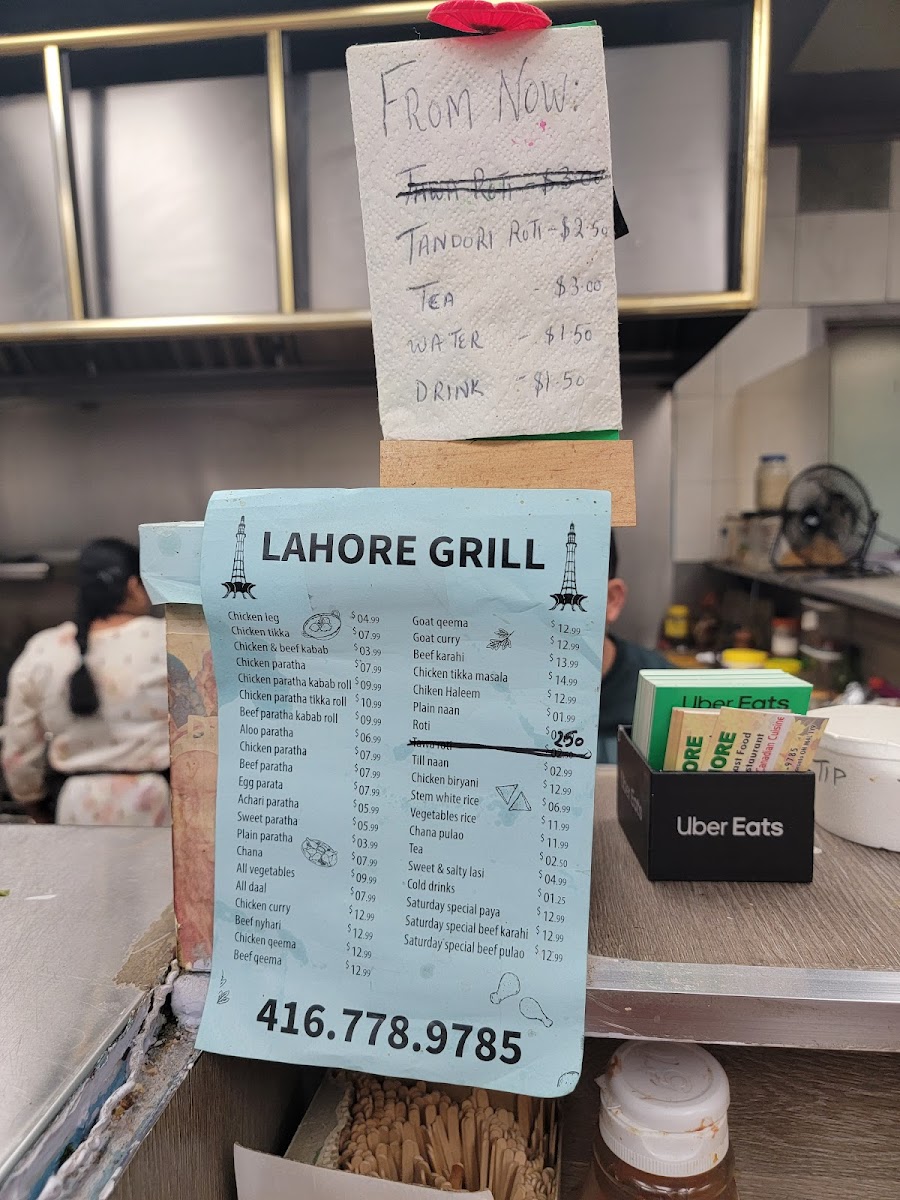 FROM NOW:
TAWA ROTI - $3.00
TANDORI ROTI - $2.50
TEA - $3.00
WATER - $1.50
DRINK - $1.50
LAHORE GRILL
Chicken leg $04.99
Chicken tikka $07.99
Chicken & beef kabab $03.99
Chicken paratha $07.99
Chicken paratha kabab roll $09.99
Chicken paratha tikka roll $10.99
Beef paratha kabab roll $09.99
Aloo paratha $06.99
Chicken paratha $07.99
Beef paratha $07.99
Egg parata $07.99
Achari paratha $05.99
Sweet paratha $05.99
Plain paratha $03.99
Chana $07.99
All vegetables $09.99
All daal $07.99
Chicken curry $12.99
Beef nyhari $12.99
Chicken qeema $12.99
Beef qeema $12.99
Goat qeema $12.99
Goat curry $12.99
Beef karahi $13.99
Chicken tikka masala $14.99
Chiken Haleem $12.99
Plain naan $01.99
Roti 250
Tawa roti
Till naan $02.99
Chicken biryani $12.99
Stem white rice $06.99
Vegetables rice $11.99
Chana pulao $11.99
Tea $02.50
Sweet & salty lasi $04.99
Cold drinks $01.25
Saturday special paya $12.99
Saturday special beef karahi $12.99
Saturday special beef pulao $12.99
416.778.9785
Uber Eats
Uber Eats
TIP